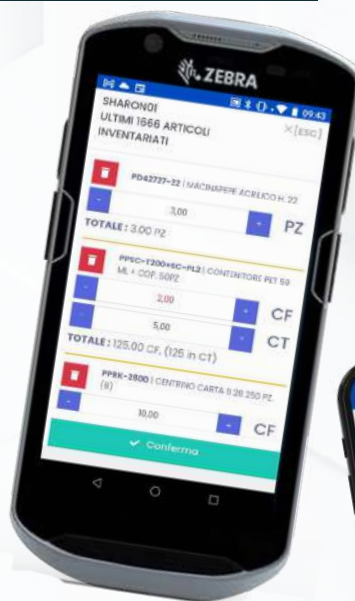 ZEBRA
09.43
SHARON01
×[ESC]
ULTIMI 1666 ARTICOLI
INVENTARIATI
PD42727-22 | MACINAPEPE ACRILICO H. 22
- 3,00 + PZ
TOTALE: 3.00 PZ
PPSC-T200+SC-PL2 | CONTENITORE PET 59
ML + COP. 50PZ
- 2,00 + CF
- 5,00 + CT
TOTALE: 125.00 CF, (125 in CT)
PPRK-2800 | CENTRINO CARTA 11 28 250 PZ.
(8)
- 10,00 + CF
✓ Conferma